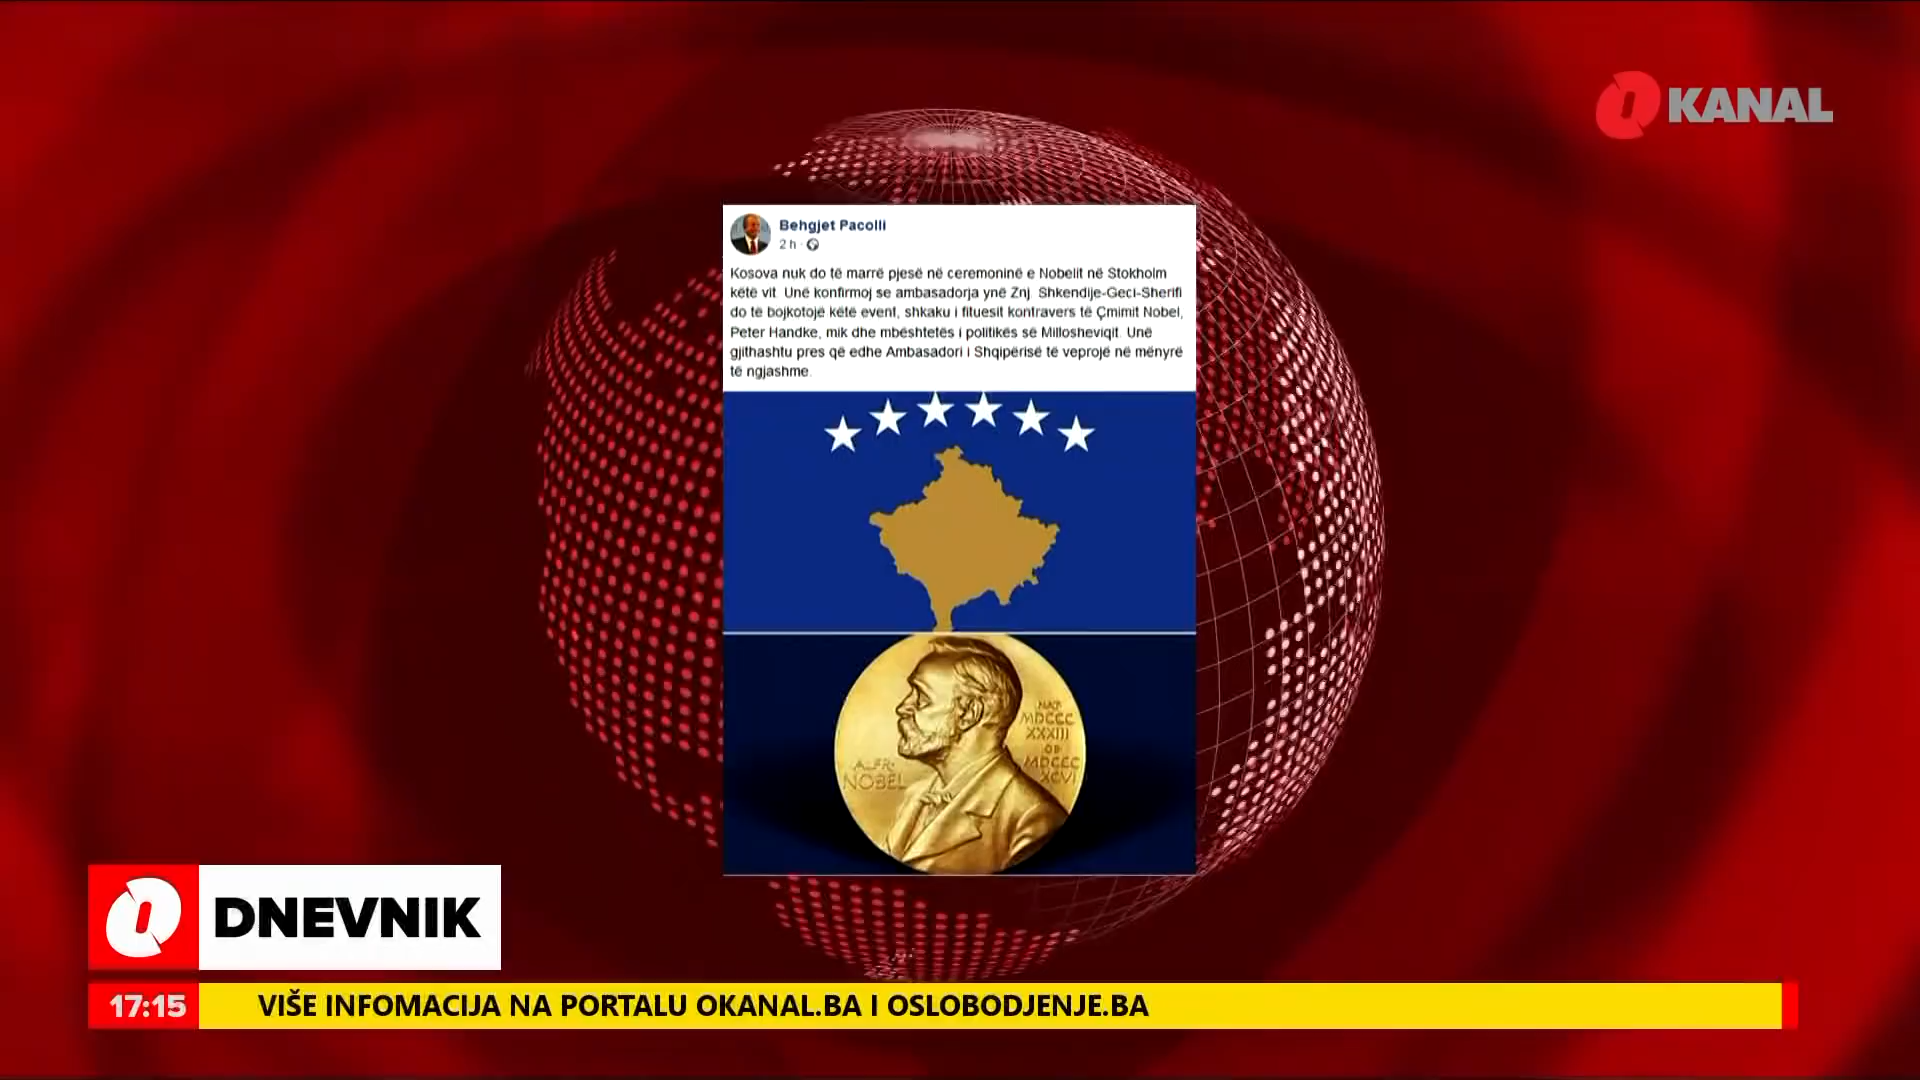 O KANAL
Behgjet Pacolli
2 h ·
Kosova nuk do të marrë pjesë në ceremoninë e Nobelit në Stokholm
këtë vit. Unë konfirmoj se ambasadorja ynë Znj. Shkendije-Geci-Sherifi
do të bojkotojë këtë event, shkaku i fituesit kontravers të Çmimit Nobel,
Peter Handke, mik dhe mbështetës i politikës së Millosheviqit. Unë
gjithashtu pres që edhe Ambasadori i Shqipërisë të veprojë në mënyrë
të ngjashme.
ALFR·
NOBEL
NAT·
MDCCC
XXXIII
OB·
MDCCC
XCVI
O DNEVNIK
17:15 VIŠE INFOMACIJA NA PORTALU OKANAL.BA I OSLOBODJENJE.BA